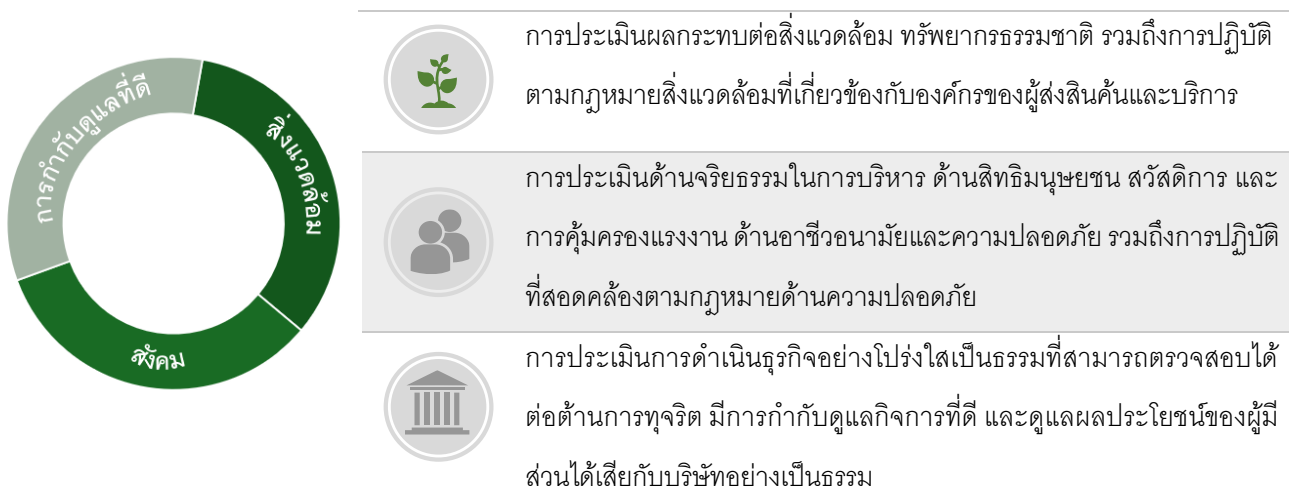 การกำกับดูแลที่ดี
สิ่งแวดล้อม
สังคม
การประเมินผลกระทบต่อสิ่งแวดล้อม ทรัพยากรธรรมชาติ รวมถึงการปฏิบัติ
ตามกฎหมายสิ่งแวดล้อมที่เกี่ยวข้องกับองค์กรของผู้ส่งสินค้นและบริการ
การประเมินด้านจริยธรรมในการบริหาร ด้านสิทธิมนุษยชน สวัสดิการ และ
การคุ้มครองแรงงาน ด้านอาชีวอนามัยและความปลอดภัย รวมถึงการปฏิบัติ
ที่สอดคล้องตามกฎหมายด้านความปลอดภัย
การประเมินการดำเนินธุรกิจอย่างโปร่งใสเป็นธรรมที่สามารถตรวจสอบได้
ต่อต้านการทุจริต มีการกำกับดูแลกิจการที่ดี และดูแลผลประโยชน์ของผู้มี
ส่วนได้เสียกับบริษัทอย่างเป็นธรรม